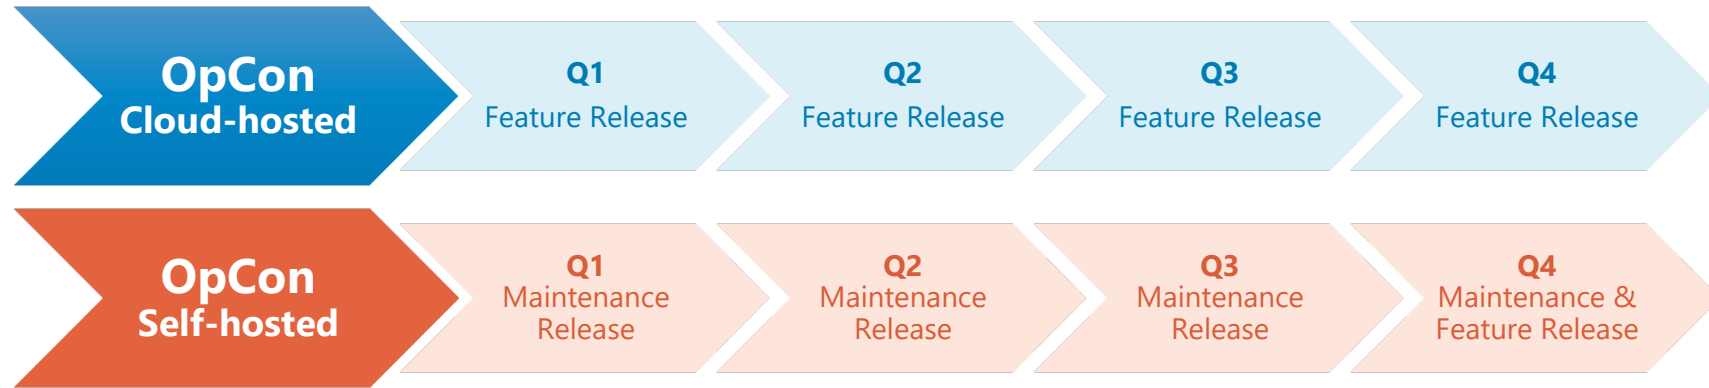 OpCon
Cloud-hosted
Q1
Feature Release
Q2
Feature Release
Q3
Feature Release
Q4
Feature Release
OpCon
Self-hosted
Q1
Maintenance
Release
Q2
Maintenance
Release
Q3
Maintenance
Release
Q4
Maintenance &
Feature Release